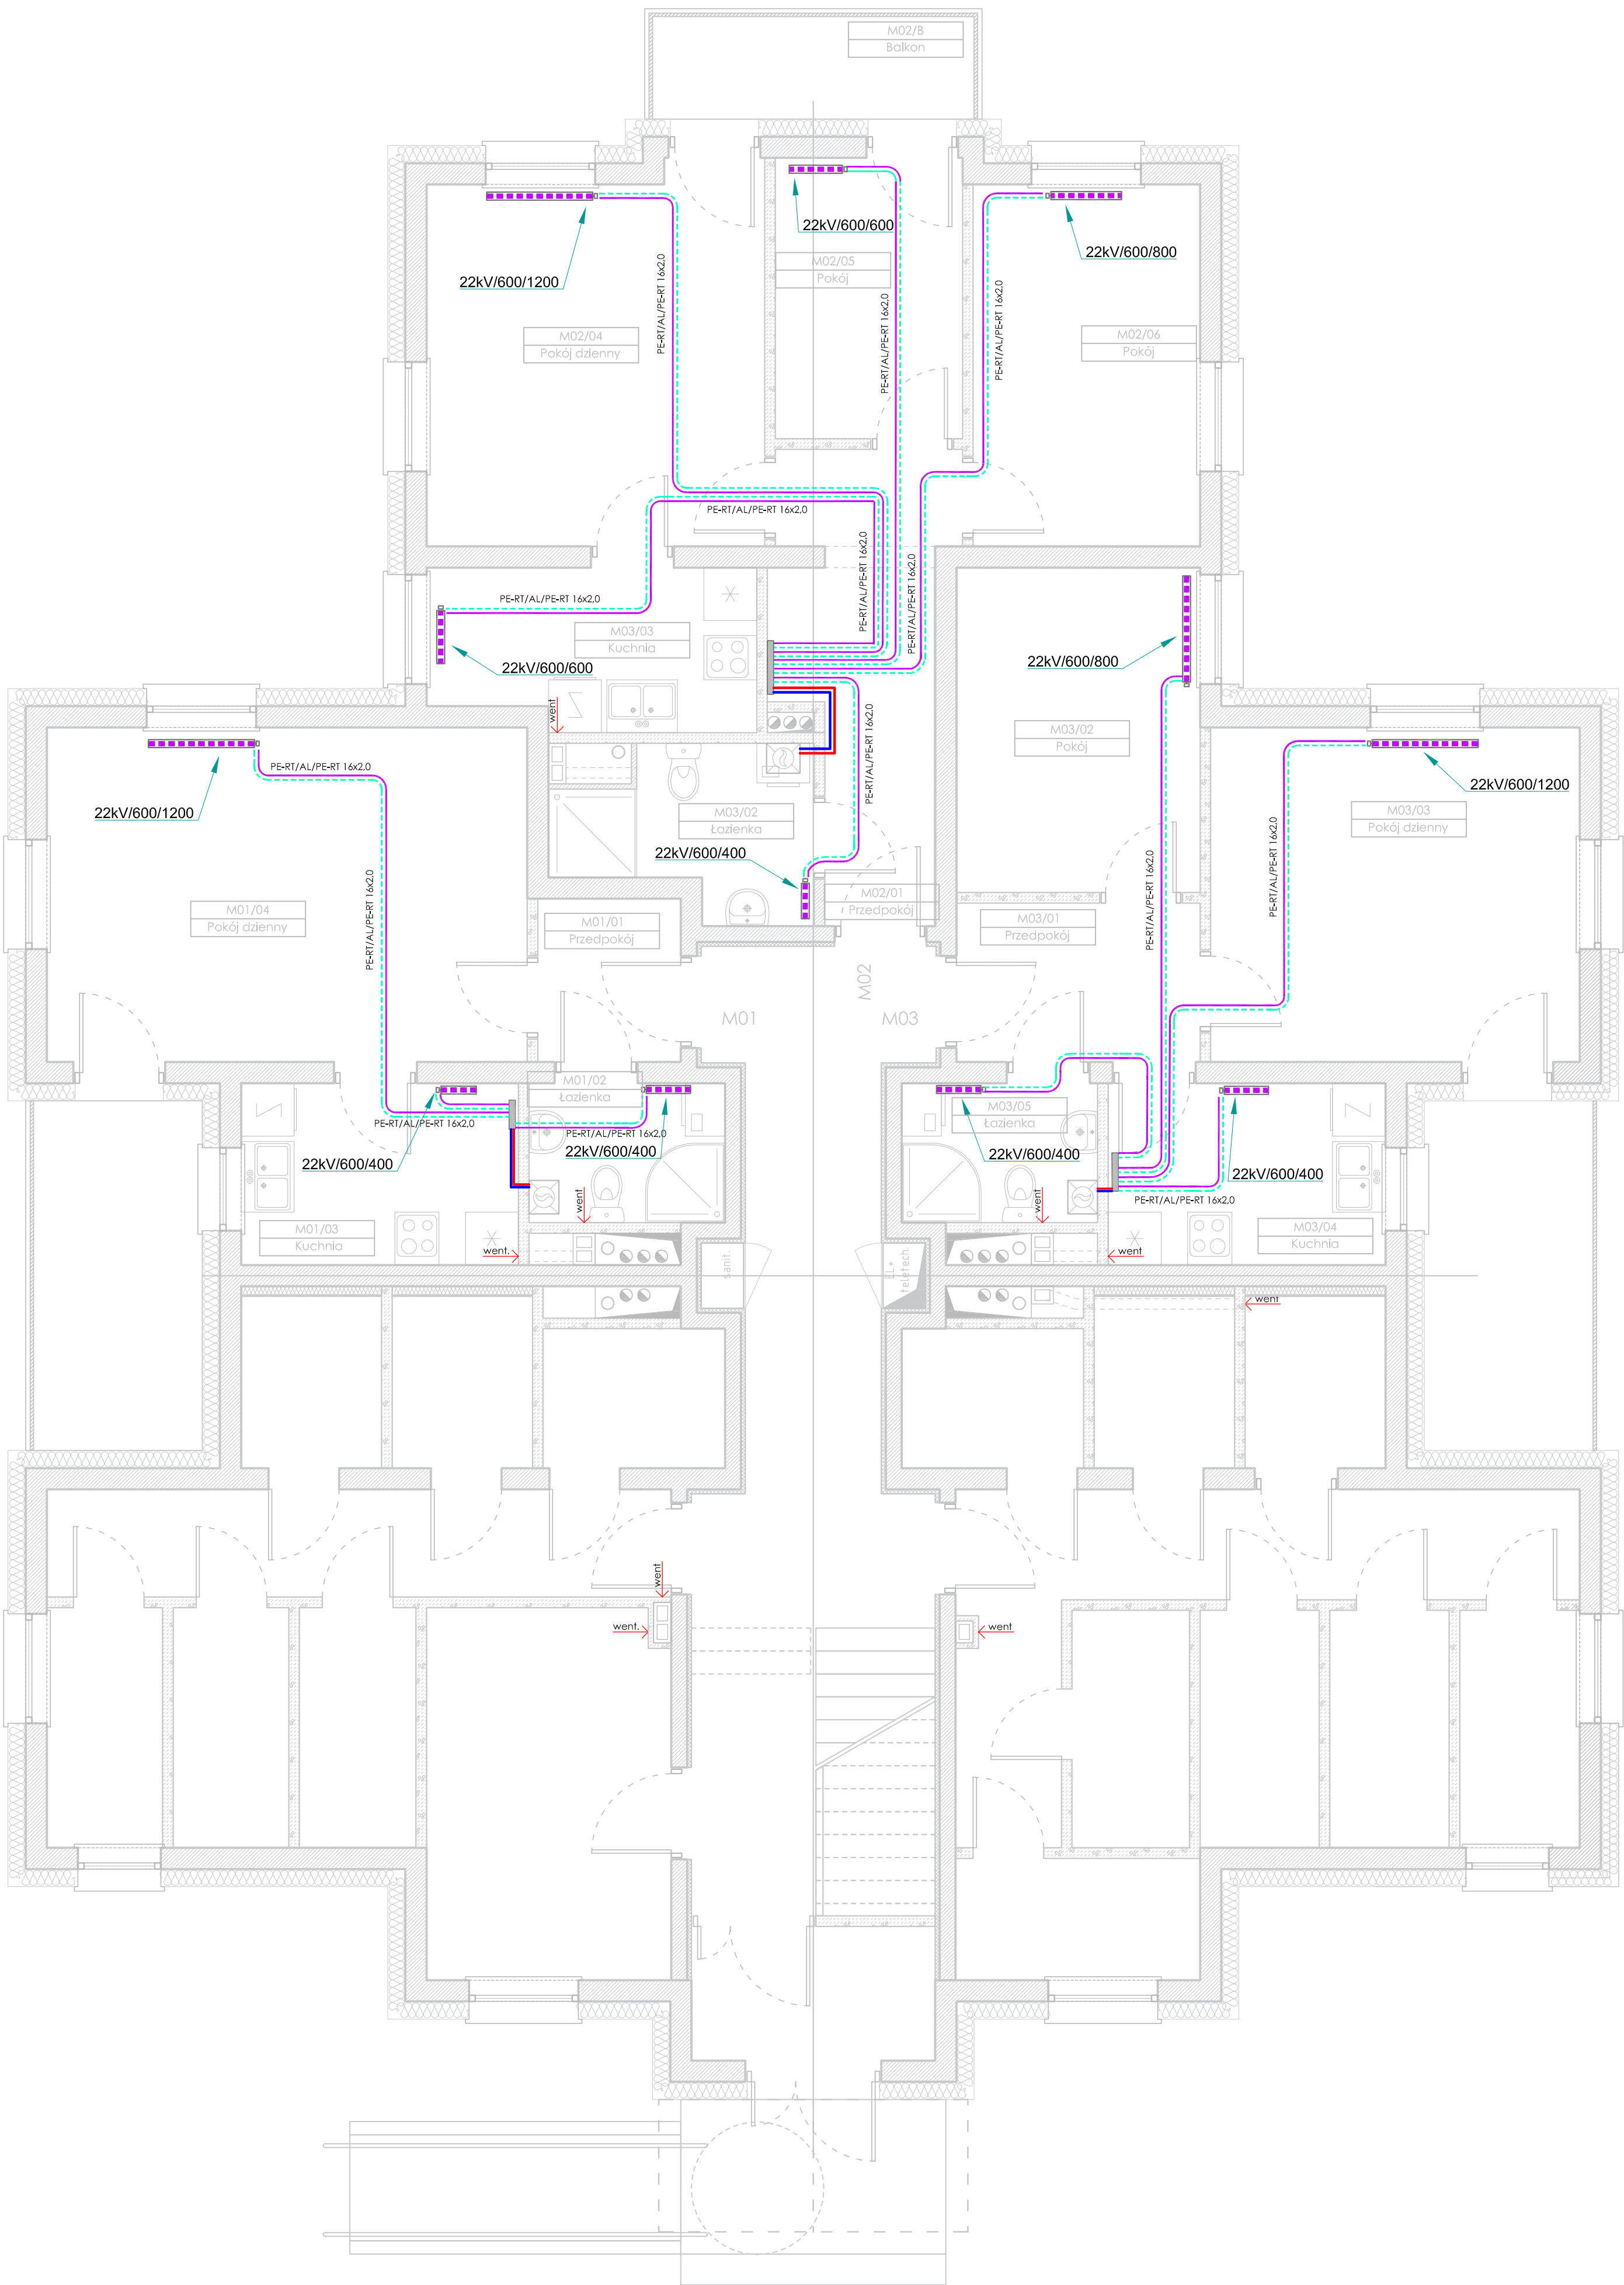 M02/B
Balkon
22kV/600/600
22kV/600/1200
22kV/600/800
M02/05
Pokój
PE-RT/AL/PE-RT 16x2,0
PE-RT/AL/PE-RT 16x2,0
PE-RT/AL/PE-RT 16x2,0
M02/04
Pokój dzienny
M02/06
Pokój
PE-RT/AL/PE-RT 16x2,0
PE-RT/AL/PE-RT 16x2,0
PE-RT/AL/PE-RT 16x2,0
PE-RT/AL/PE-RT 16x2,0
M03/03
Kuchnia
22kV/600/600
22kV/600/800
went
M03/02
Pokój
PE-RT/AL/PE-RT 16x2,0
PE-RT/AL/PE-RT 16x2,0
22kV/600/1200
22kV/600/1200
M03/02
Łazienka
M03/03
Pokój dzienny
22kV/600/400
PE-RT/AL/PE-RT 16x2,0
PE-RT/AL/PE-RT 16x2,0
PE-RT/AL/PE-RT 16x2,0
M01/04
Pokój dzienny
M01/01
Przedpokój
M02/01
Przedpokój
M03/01
Przedpokój
M01
M02
M03
M01/02
Łazienka
M03/05
Łazienka
PE-RT/AL/PE-RT 16x2,0
PE-RT/AL/PE-RT 16x2,0
22kV/600/400
22kV/600/400
22kV/600/400
22kV/600/400
PE-RT/AL/PE-RT 16x2,0
went
went
M01/03
Kuchnia
M03/04
Kuchnia
went.
sanit.
EL+
teletech.
went
went
went
went.
went